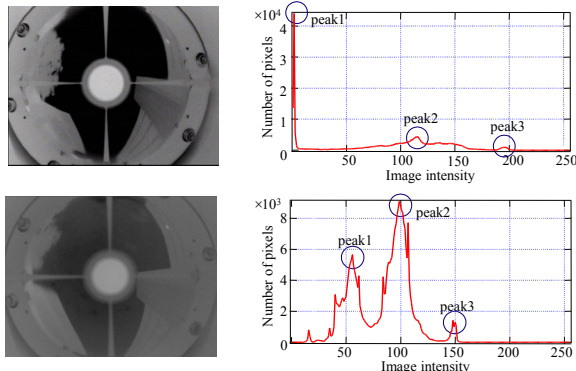 ×10⁴
4
3
2
1
0
50 100 150 200 250
peak1
peak2
peak3
Number of pixels
Image intensity
×10³
8
6
4
2
0
50 100 150 200 250
peak1
peak2
peak3
Number of pixels
Image intensity